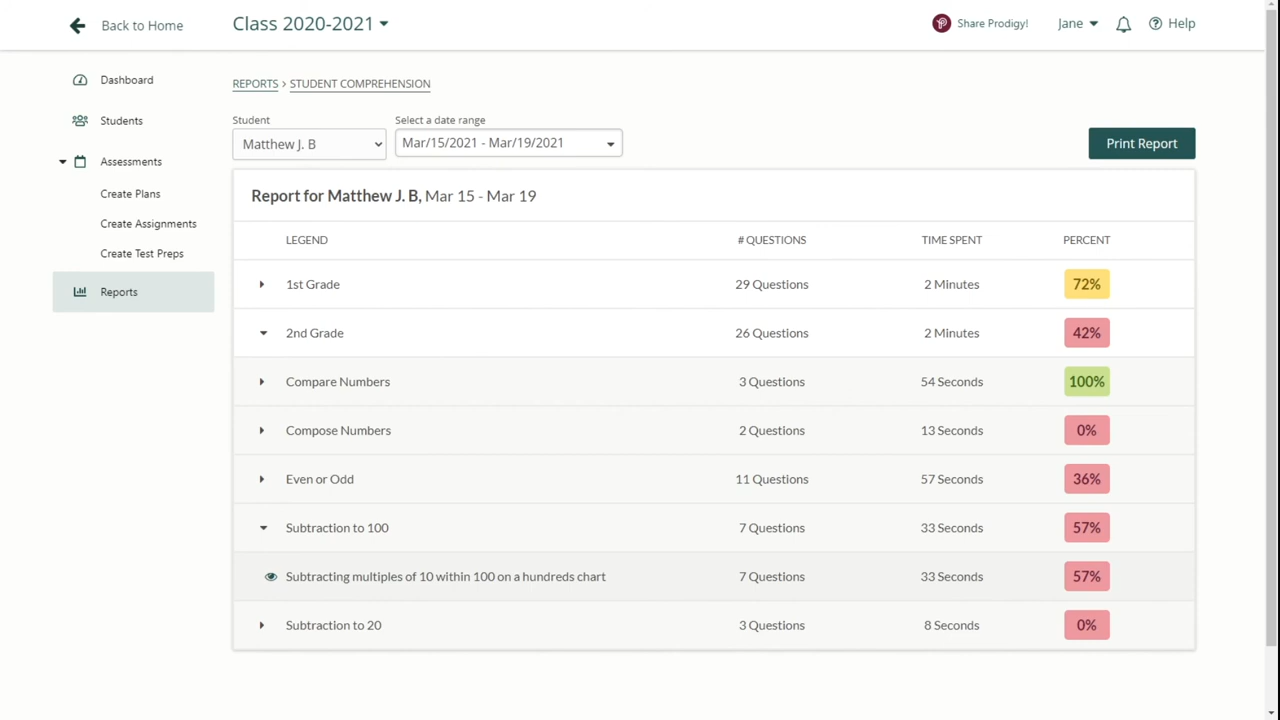 Back to Home
Class 2020-2021
Share Prodigy!
Jane
Help
Dashboard
Students
Assessments
Create Plans
Create Assignments
Create Test Preps
Reports
REPORTS > STUDENT COMPREHENSION
Student
Select a date range
Matthew J. B
Mar/15/2021 - Mar/19/2021
Print Report
Report for Matthew J. B, Mar 15 - Mar 19
LEGEND # QUESTIONS TIME SPENT PERCENT
1st Grade 29 Questions 2 Minutes 72%
2nd Grade 26 Questions 2 Minutes 42%
Compare Numbers 3 Questions 54 Seconds 100%
Compose Numbers 2 Questions 13 Seconds 0%
Even or Odd 11 Questions 57 Seconds 36%
Subtraction to 100 7 Questions 33 Seconds 57%
Subtracting multiples of 10 within 100 on a hundreds chart 7 Questions 33 Seconds 57%
Subtraction to 20 3 Questions 8 Seconds 0%